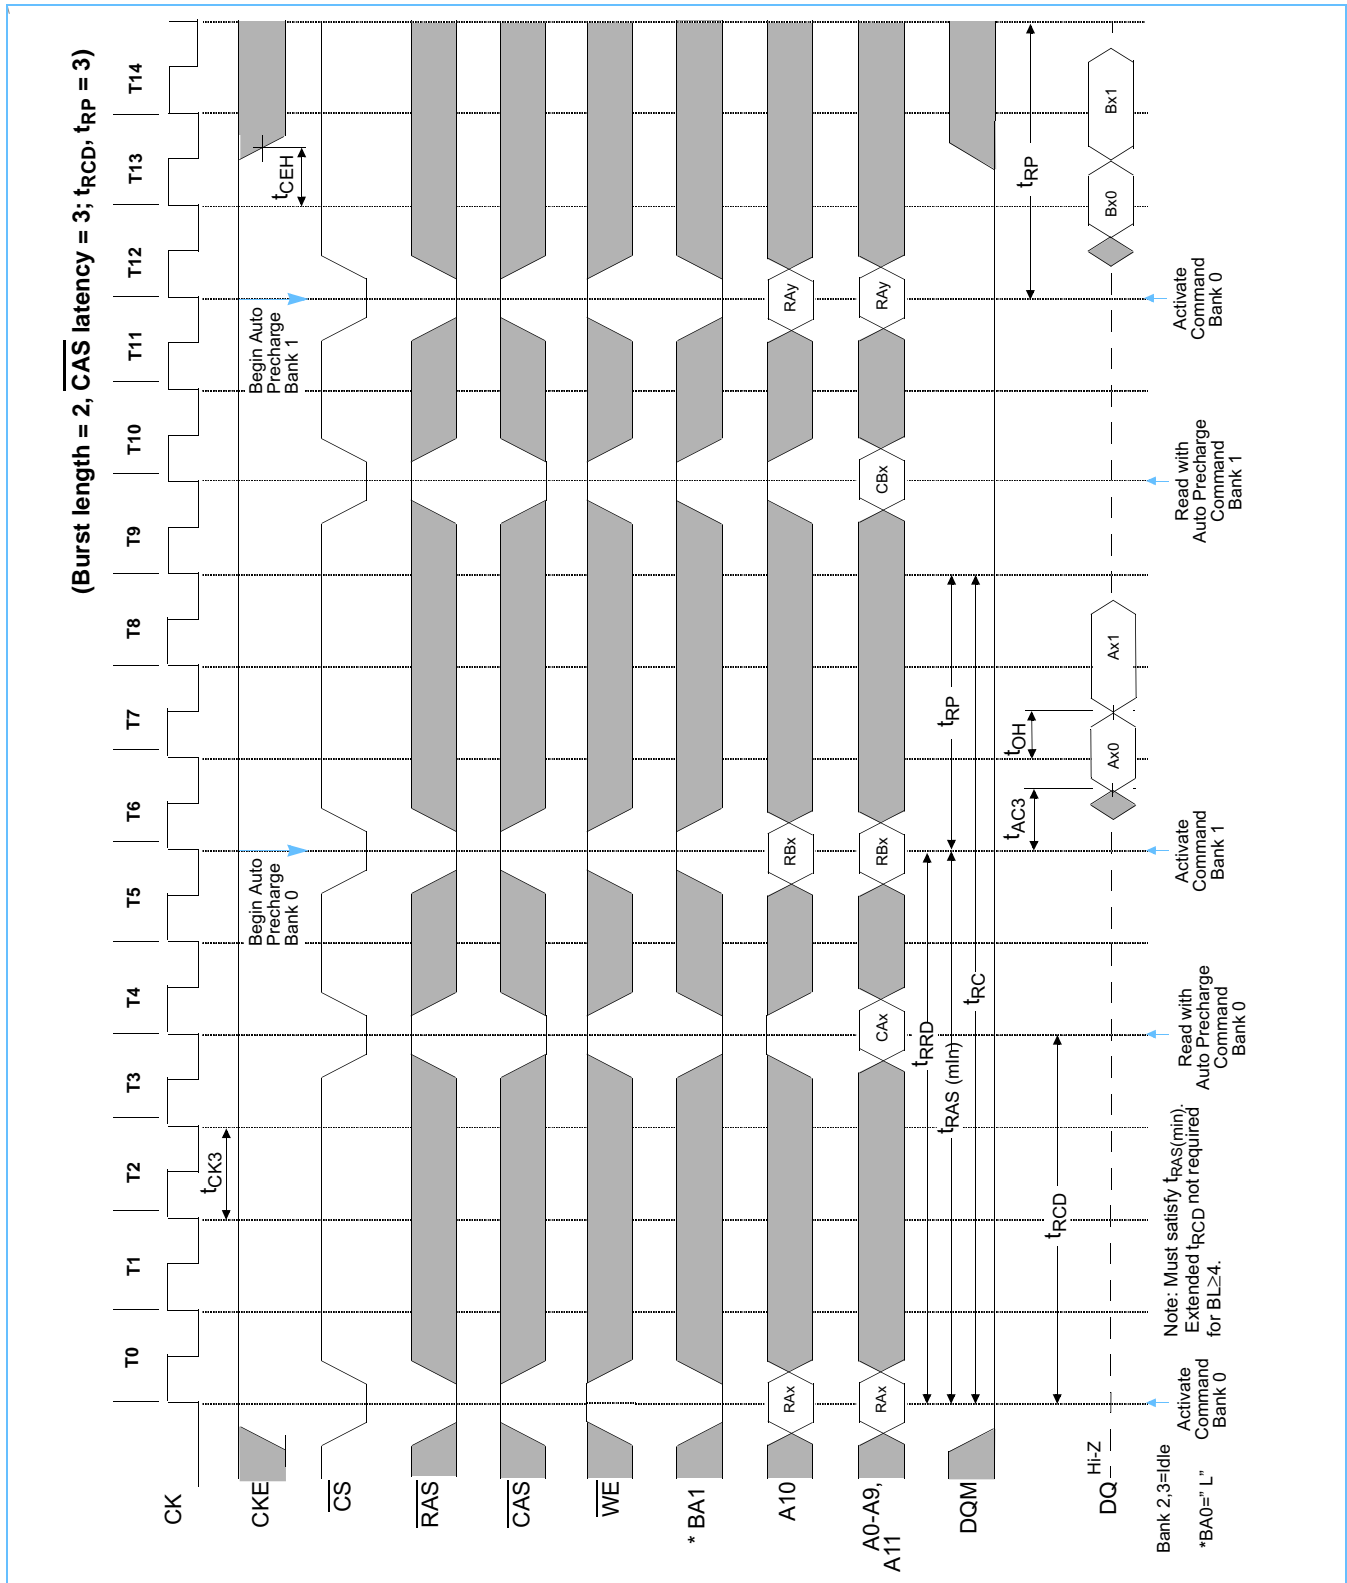 (Burst length = 2, CAS latency = 3; tRCD, tRP = 3)
T0 T1 T2 T3 T4 T5 T6 T7 T8 T9 T10 T11 T12 T13 T14
CK
tCK3
CKE
Begin Auto
Precharge
Bank 0
Begin Auto
Precharge
Bank 1
tCEH
CS
RAS
CAS
WE
* BA1
A10
RAx
RBx
RAy
A0-A9,
A11
RAx
CAx
RBx
CBx
RAy
tRRD
DQM
tRAS (mIn)
tRP
tRC
tRP
tRCD
tAC3
tOH
DQ
Hi-Z
Ax0
Ax1
Bx0
Bx1
Bank 2,3=Idle
*BA0=" L"
Activate
Command
Bank 0
Note: Must satisfy tRAS(min).
Extended tRCD not required
for BL≥4.
Read with
Auto Precharge
Command
Bank 0
Activate
Command
Bank 1
Read with
Auto Precharge
Command
Bank 1
Activate
Command
Bank 0